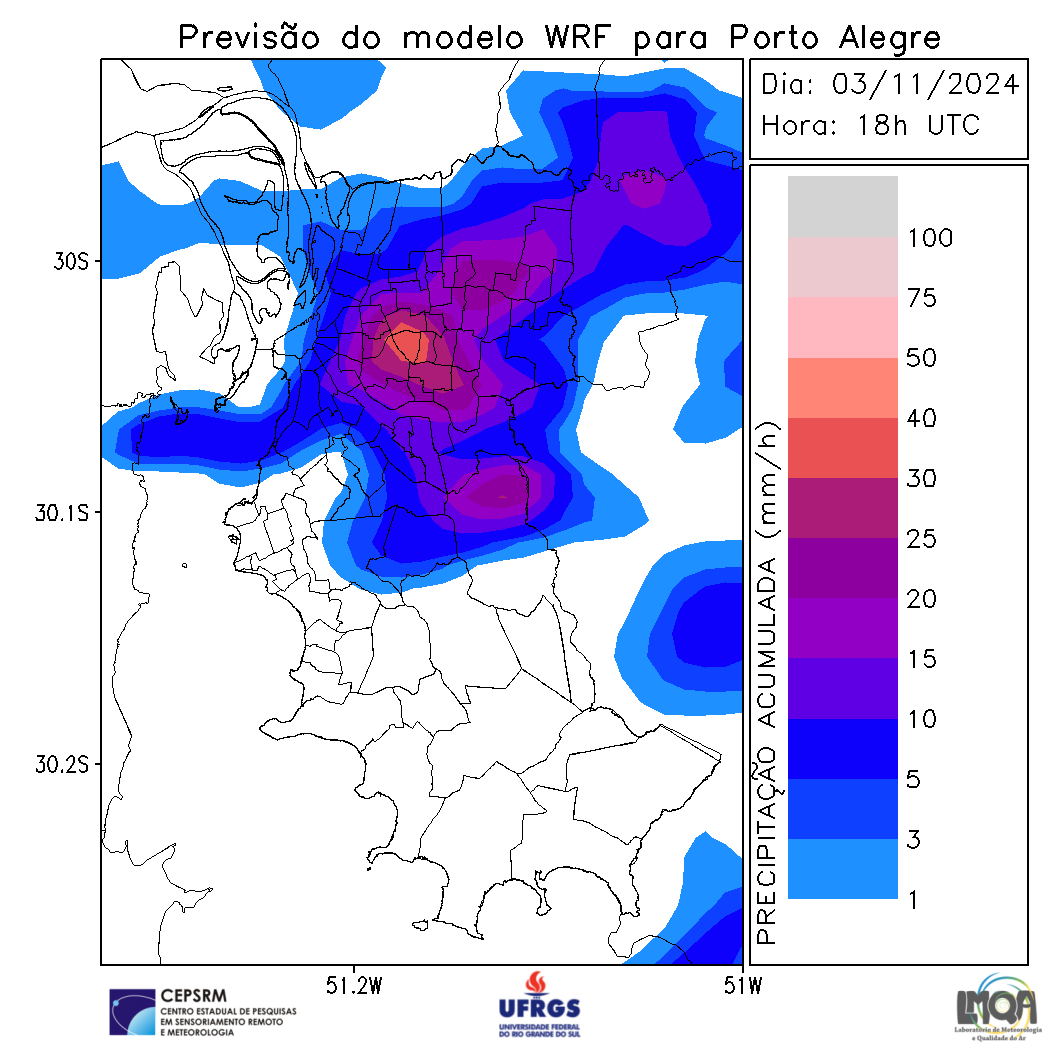 Previsão do modelo WRF para Porto Alegre
Dia: 03/11/2024
Hora: 18h UTC
30S
30.1S
30.2S
51.2W
51W
PRECIPITAÇÃO ACUMULADA (mm/h)
100
75
50
40
30
25
20
15
10
5
3
1
CEPSRM
CENTRO ESTADUAL DE PESQUISAS
EM SENSORIAMENTO REMOTO
E METEOROLOGIA
UFRGS
UNIVERSIDADE FEDERAL
DO RIO GRANDE DO SUL
LMQA
Laboratório de Meteorologia
e Qualidade do Ar